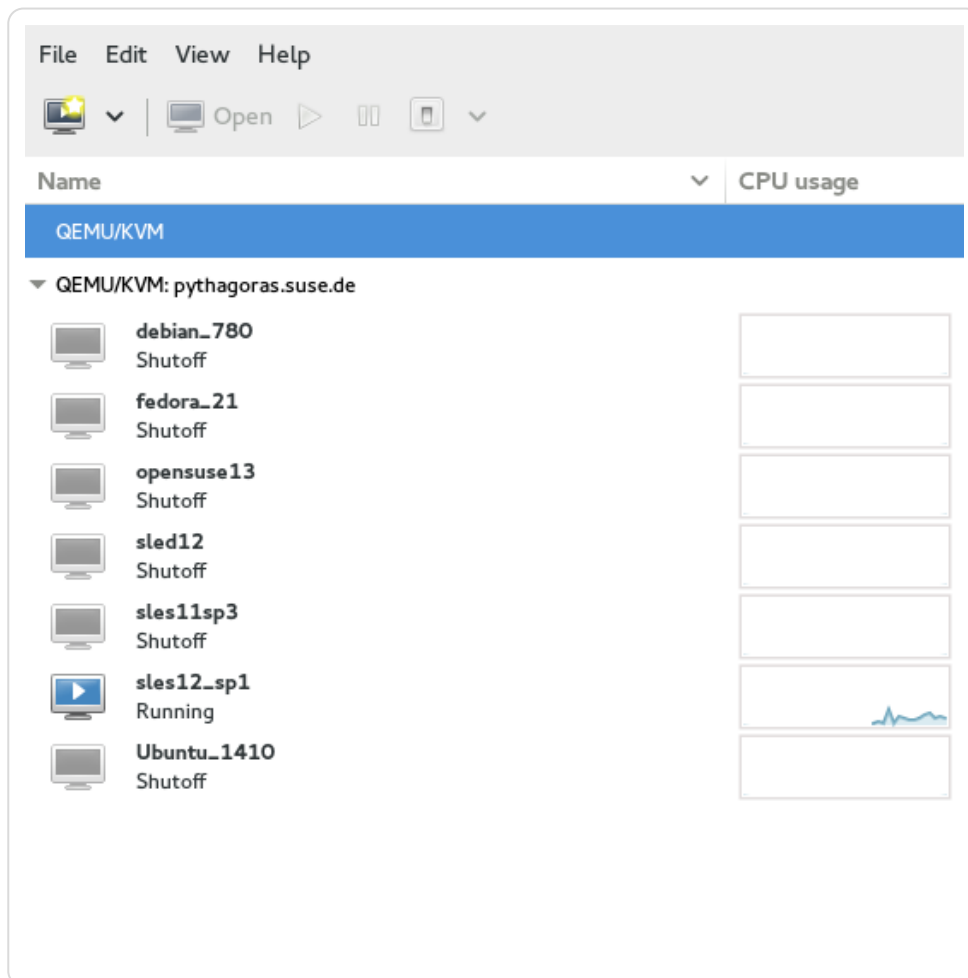 File Edit View Help
Open
Name CPU usage
QEMU/KVM
QEMU/KVM: pythagoras.suse.de
debian_780
Shutoff
fedora_21
Shutoff
opensuse13
Shutoff
sled12
Shutoff
sles11sp3
Shutoff
sles12_sp1
Running
Ubuntu_1410
Shutoff